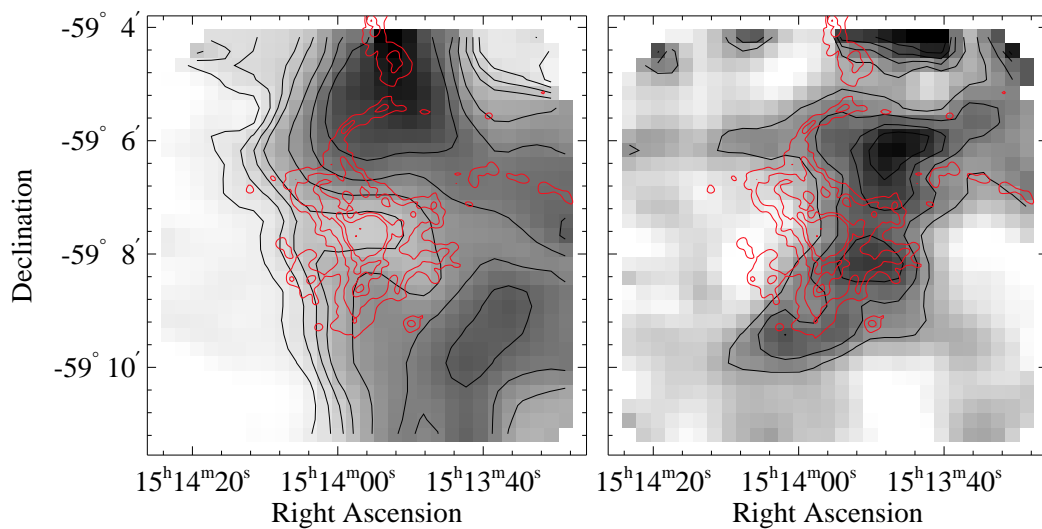 -59° 4′
-59° 6′
-59° 8′
-59° 10′
Declination
15ʰ14ᵐ20ˢ 15ʰ14ᵐ00ˢ 15ʰ13ᵐ40ˢ 15ʰ14ᵐ20ˢ 15ʰ14ᵐ00ˢ 15ʰ13ᵐ40ˢ
Right Ascension Right Ascension